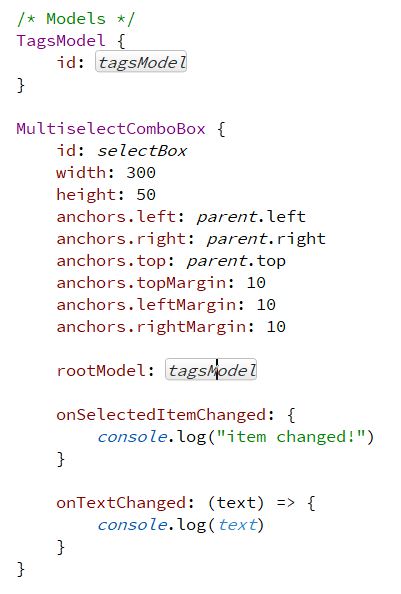 /* Models */
TagsModel {
    id: tagsModel
}

MultiselectComboBox {
    id: selectBox
    width: 300
    height: 50
    anchors.left: parent.left
    anchors.right: parent.right
    anchors.top: parent.top
    anchors.topMargin: 10
    anchors.leftMargin: 10
    anchors.rightMargin: 10

    rootModel: tagsModel

    onSelectedItemChanged: {
        console.log("item changed!")
    }

    onTextChanged: (text) => {
        console.log(text)
    }
}